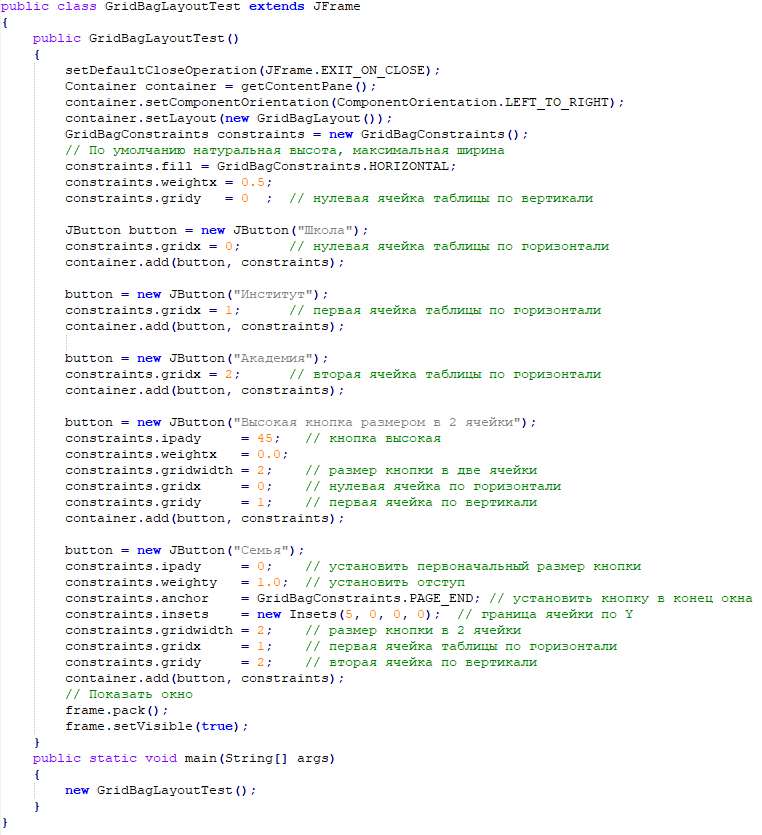 public class GridBagLayoutTest extends JFrame
{
    public GridBagLayoutTest()
    {
        setDefaultCloseOperation(JFrame.EXIT_ON_CLOSE);
        Container container = getContentPane();
        container.setComponentOrientation(ComponentOrientation.LEFT_TO_RIGHT);
        container.setLayout(new GridBagLayout());
        GridBagConstraints constraints = new GridBagConstraints();
        // По умолчанию натуральная высота, максимальная ширина
        constraints.fill = GridBagConstraints.HORIZONTAL;
        constraints.weightx = 0.5;
        constraints.gridy   = 0  ;  // нулевая ячейка таблицы по вертикали

        JButton button = new JButton("Школа");
        constraints.gridx = 0;      // нулевая ячейка таблицы по горизонтали
        container.add(button, constraints);

        button = new JButton("Институт");
        constraints.gridx = 1;      // первая ячейка таблицы по горизонтали
        container.add(button, constraints);

        button = new JButton("Академия");
        constraints.gridx = 2;      // вторая ячейка таблицы по горизонтали
        container.add(button, constraints);

        button = new JButton("Высокая кнопка размером в 2 ячейки");
        constraints.ipady     = 45;   // кнопка высокая
        constraints.weightx   = 0.0;
        constraints.gridwidth = 2;    // размер кнопки в две ячейки
        constraints.gridx     = 0;    // нулевая ячейка по горизонтали
        constraints.gridy     = 1;    // первая ячейка по вертикали
        container.add(button, constraints);

        button = new JButton("Семья");
        constraints.ipady     = 0;    // установить первоначальный размер кнопки
        constraints.weighty   = 1.0;  // установить отступ
        constraints.anchor    = GridBagConstraints.PAGE_END; // установить кнопку в конец окна
        constraints.insets    = new Insets(5, 0, 0, 0);  // граница ячейки по Y
        constraints.gridwidth = 2;    // размер кнопки в 2 ячейки
        constraints.gridx     = 1;    // первая ячейка таблицы по горизонтали
        constraints.gridy     = 2;    // вторая ячейка по вертикали
        container.add(button, constraints);
        // Показать окно
        frame.pack();
        frame.setVisible(true);
    }
    public static void main(String[] args)
    {
        new GridBagLayoutTest();
    }
}